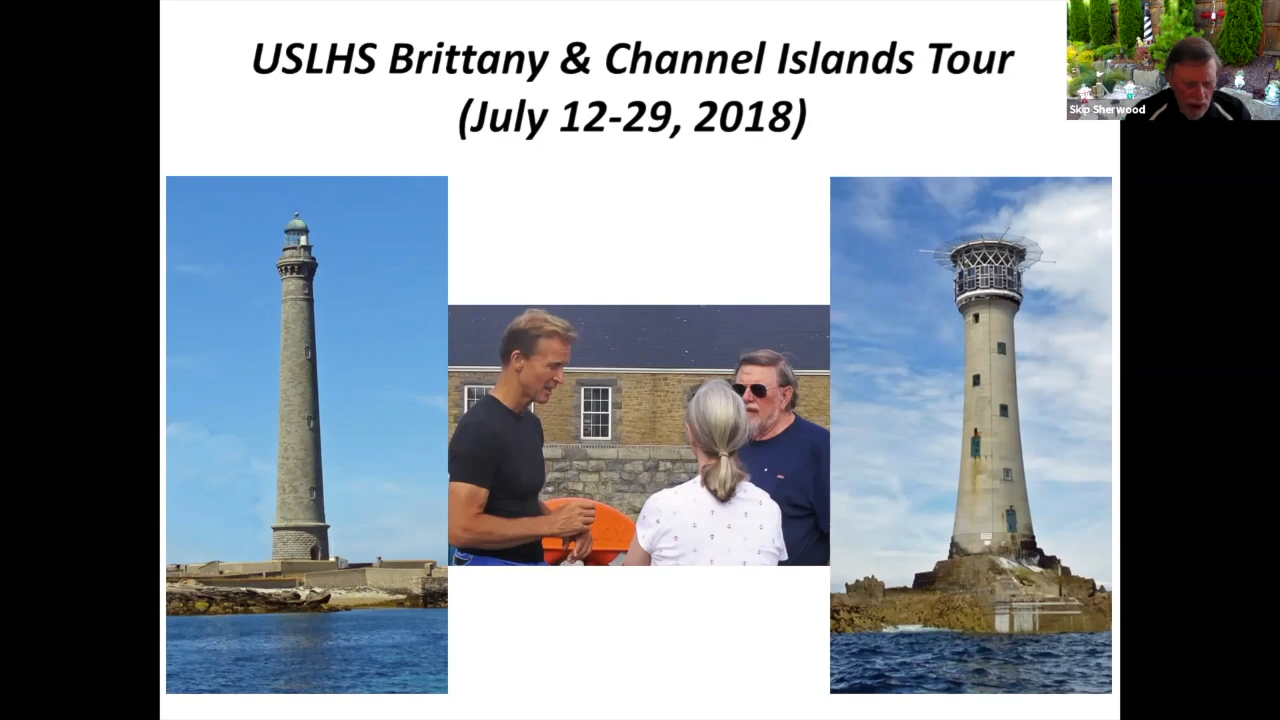 USLHS Brittany & Channel Islands Tour
(July 12-29, 2018)
Skip Sherwood